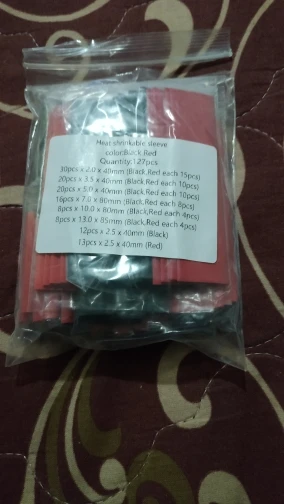 Heat shrinkable sleeve
color:Black,Red
Quantity:127pcs
30pcs x 2.0 x 40mm (Black,Red each 15pcs)
20pcs x 3.5 x 40mm (Black,Red each 10pcs)
20pcs x 5.0 x 40mm (Black,Red each 10pcs)
16pcs x 7.0 x 80mm (Black,Red each 8pcs)
8pcs x 10.0 x 80mm (Black,Red each 4pcs)
8pcs x 13.0 x 85mm (Black,Red each 4pcs)
12pcs x 2.5 x 40mm (Black)
13pcs x 2.5 x 40mm (Red)